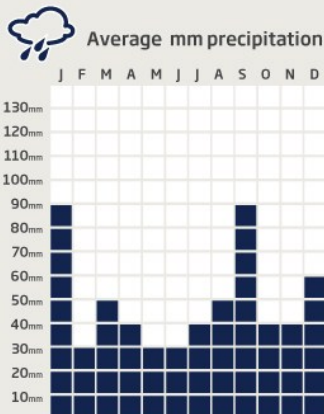 Average mm precipitation
J F M A M J J A S O N D
130mm
120mm
110mm
100mm
90mm
80mm
70mm
60mm
50mm
40mm
30mm
20mm
10mm